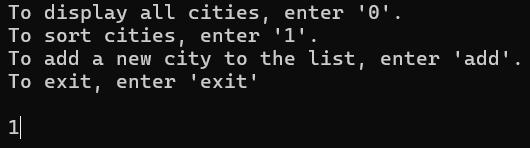 To display all cities, enter '0'.
To sort cities, enter '1'.
To add a new city to the list, enter 'add'.
To exit, enter 'exit'
1